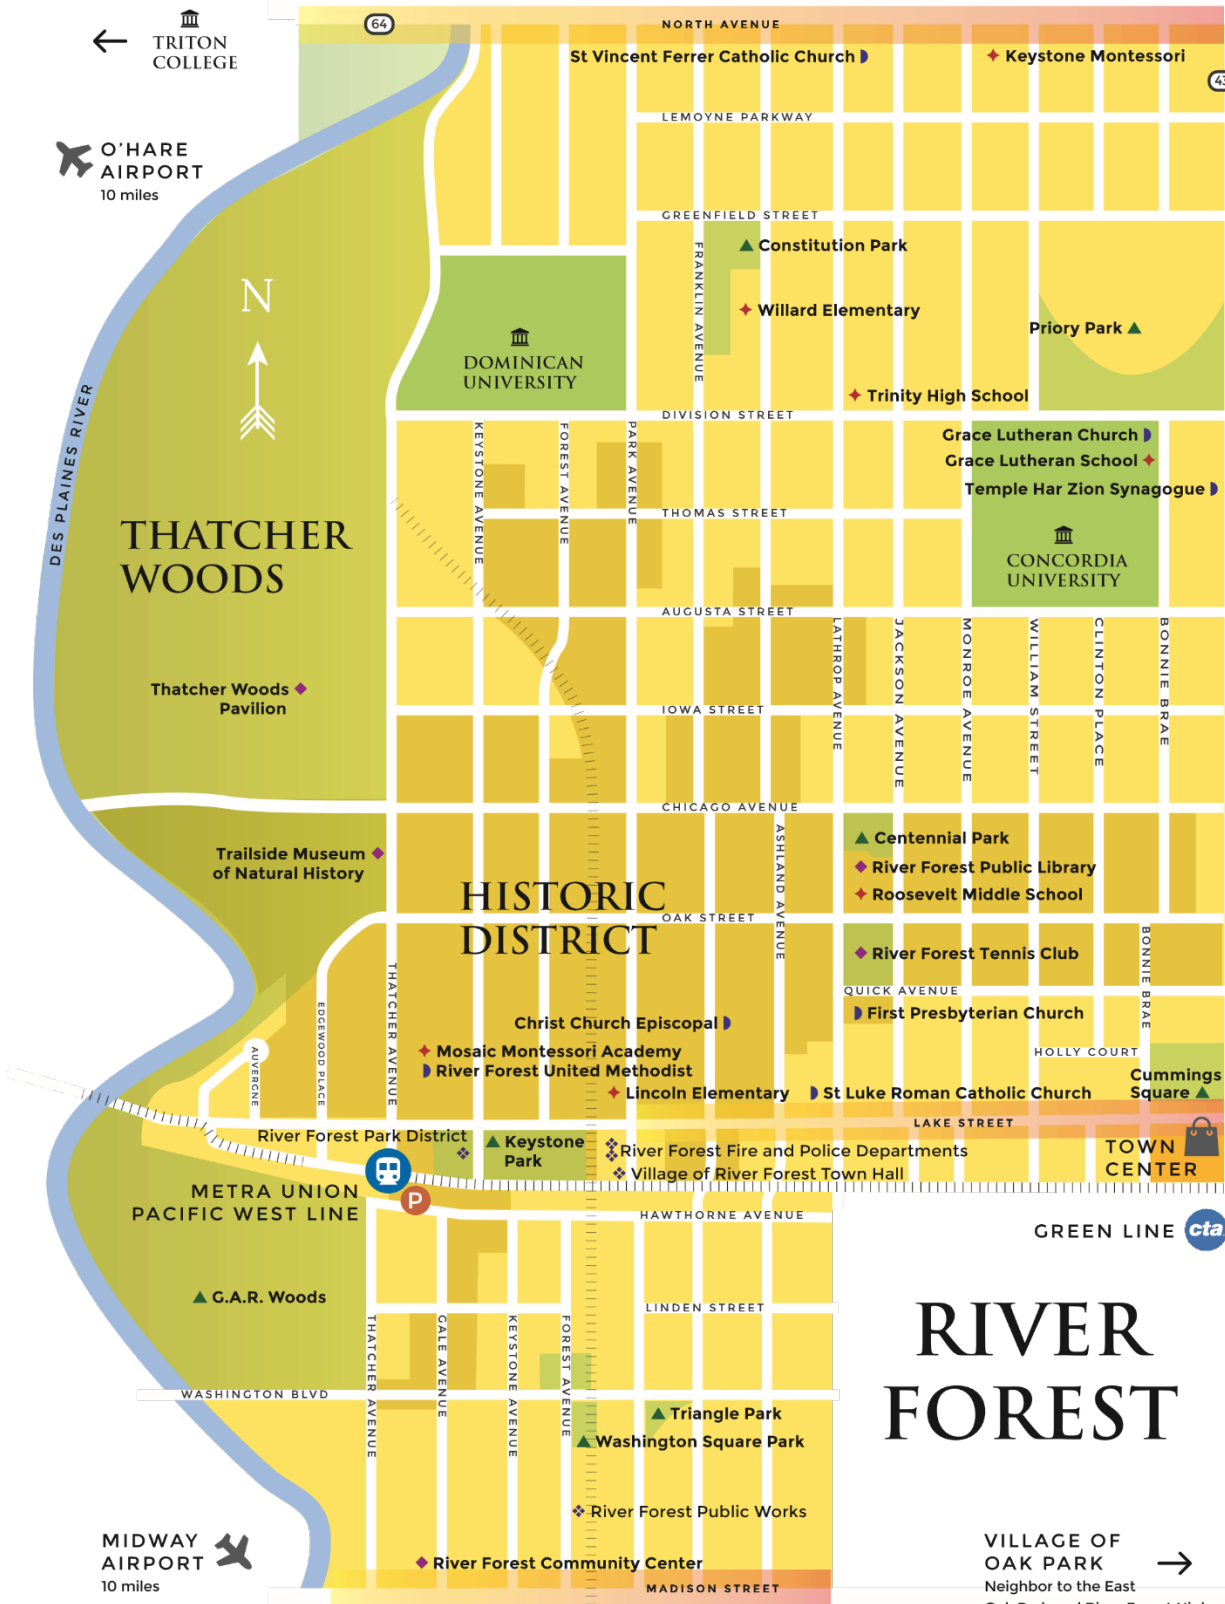 64
NORTH AVENUE
TRITON
COLLEGE
St Vincent Ferrer Catholic Church
Keystone Montessori
43
LEMOYNE PARKWAY
O'HARE
AIRPORT
10 miles
GREENFIELD STREET
Constitution Park
FRANKLIN AVENUE
N
Willard Elementary
Priory Park
DOMINICAN
UNIVERSITY
DES PLAINES RIVER
Trinity High School
DIVISION STREET
KEYSTONE AVENUE
FOREST AVENUE
PARK AVENUE
Grace Lutheran Church
Grace Lutheran School
Temple Har Zion Synagogue
THOMAS STREET
THATCHER
WOODS
CONCORDIA
UNIVERSITY
AUGUSTA STREET
LATHROP AVENUE
JACKSON AVENUE
MONROE AVENUE
WILLIAM STREET
CLINTON PLACE
BONNIE BRAE
Thatcher Woods
Pavilion
IOWA STREET
CHICAGO AVENUE
ASHLAND AVENUE
Centennial Park
Trailside Museum
of Natural History
River Forest Public Library
Roosevelt Middle School
HISTORIC
DISTRICT
OAK STREET
BONNIE BRAE
River Forest Tennis Club
THATCHER AVENUE
QUICK AVENUE
EDGEWOOD PLACE
First Presbyterian Church
Christ Church Episcopal
AUVERGNE
Mosaic Montessori Academy
HOLLY COURT
River Forest United Methodist
Cummings
Square
Lincoln Elementary
St Luke Roman Catholic Church
LAKE STREET
River Forest Park District
Keystone
Park
River Forest Fire and Police Departments
TOWN
CENTER
Village of River Forest Town Hall
METRA UNION
PACIFIC WEST LINE
P
HAWTHORNE AVENUE
GREEN LINE
cta
G.A.R. Woods
LINDEN STREET
THATCHER AVENUE
GALE AVENUE
KEYSTONE AVENUE
FOREST AVENUE
RIVER
FOREST
WASHINGTON BLVD
Triangle Park
Washington Square Park
River Forest Public Works
MIDWAY
AIRPORT
10 miles
River Forest Community Center
MADISON STREET
VILLAGE OF
OAK PARK
Neighbor to the East